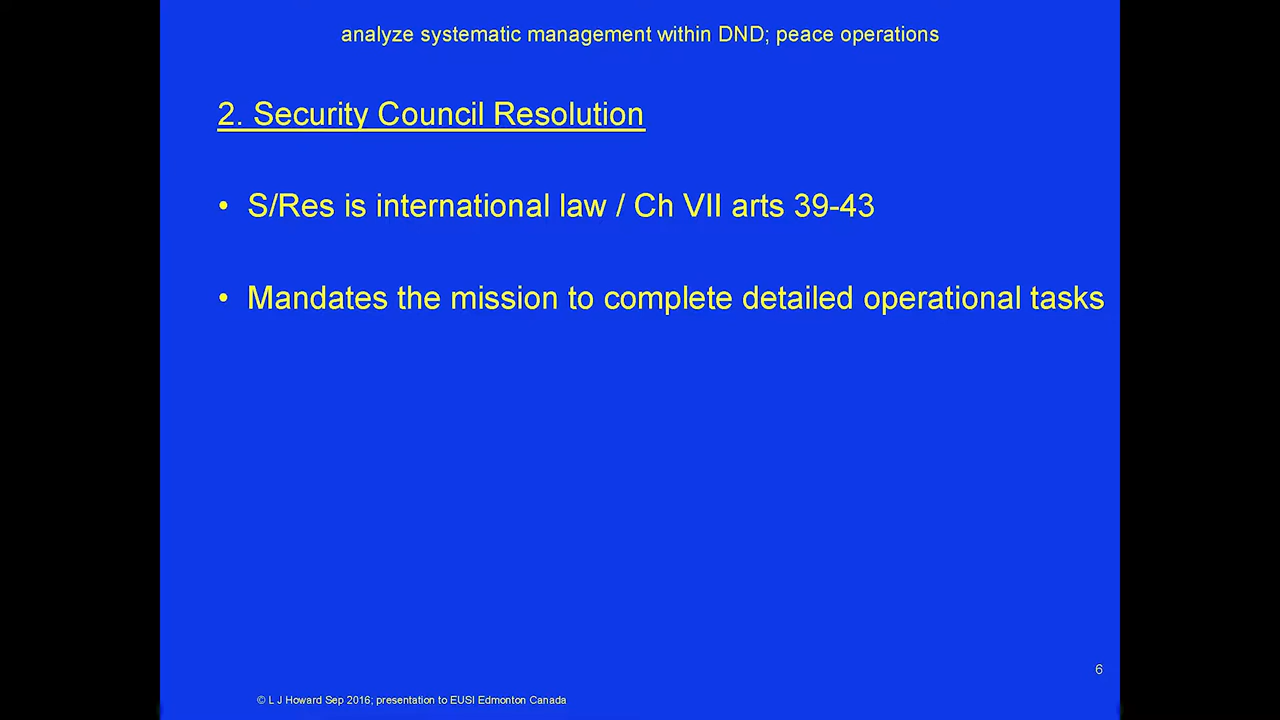 analyze systematic management within DND; peace operations
2. Security Council Resolution
• S/Res is international law / Ch VII arts 39-43
• Mandates the mission to complete detailed operational tasks
6
© L J Howard Sep 2016; presentation to EUSI Edmonton Canada